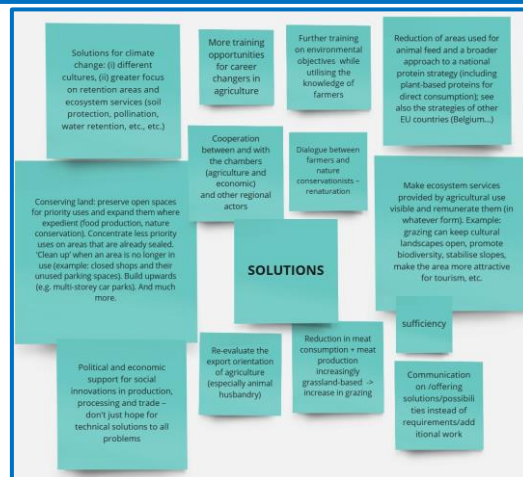 Solutions for climate
change: (i) different
cultures, (ii) greater focus
on retention areas and
ecosystem services (soil
protection, pollination,
water retention, etc., etc.)
More training
opportunities
for career
changers in
agriculture
Further training
on environmental
objectives while
utilising the
knowledge of
farmers
Reduction of areas used for
animal feed and a broader
approach to a national
protein strategy (including
plant-based proteins for
direct consumption); see
also the strategies of other
EU countries (Belgium...)
Cooperation
between and with
the chambers
(agriculture and
economic)
and other regional
actors
Dialogue between
farmers and
nature
conservationists –
renaturation
Conserving land: preserve open spaces
for priority uses and expand them where
expedient (food production, nature
conservation). Concentrate less priority
uses on areas that are already sealed.
'Clean up' when an area is no longer in
use (example: closed shops and their
unused parking spaces). Build upwards
(e.g. multi-storey car parks). And much
more.
Make ecosystem services
provided by agricultural use
visible and remunerate them (in
whatever form). Example:
grazing can keep cultural
landscapes open, promote
biodiversity, stabilise slopes,
make the area more attractive
for tourism, etc.
SOLUTIONS
sufficiency
Political and economic
support for social
innovations in production,
processing and trade –
don't just hope for
technical solutions to all
problems
Re-evaluate the
export orientation
of agriculture
(especially animal
husbandry)
Reduction in meat
consumption + meat
production
increasingly
grassland-based ->
increase in grazing
Communication
on /offering
solutions/possibili
ties instead of
requirements/ad
ditional work